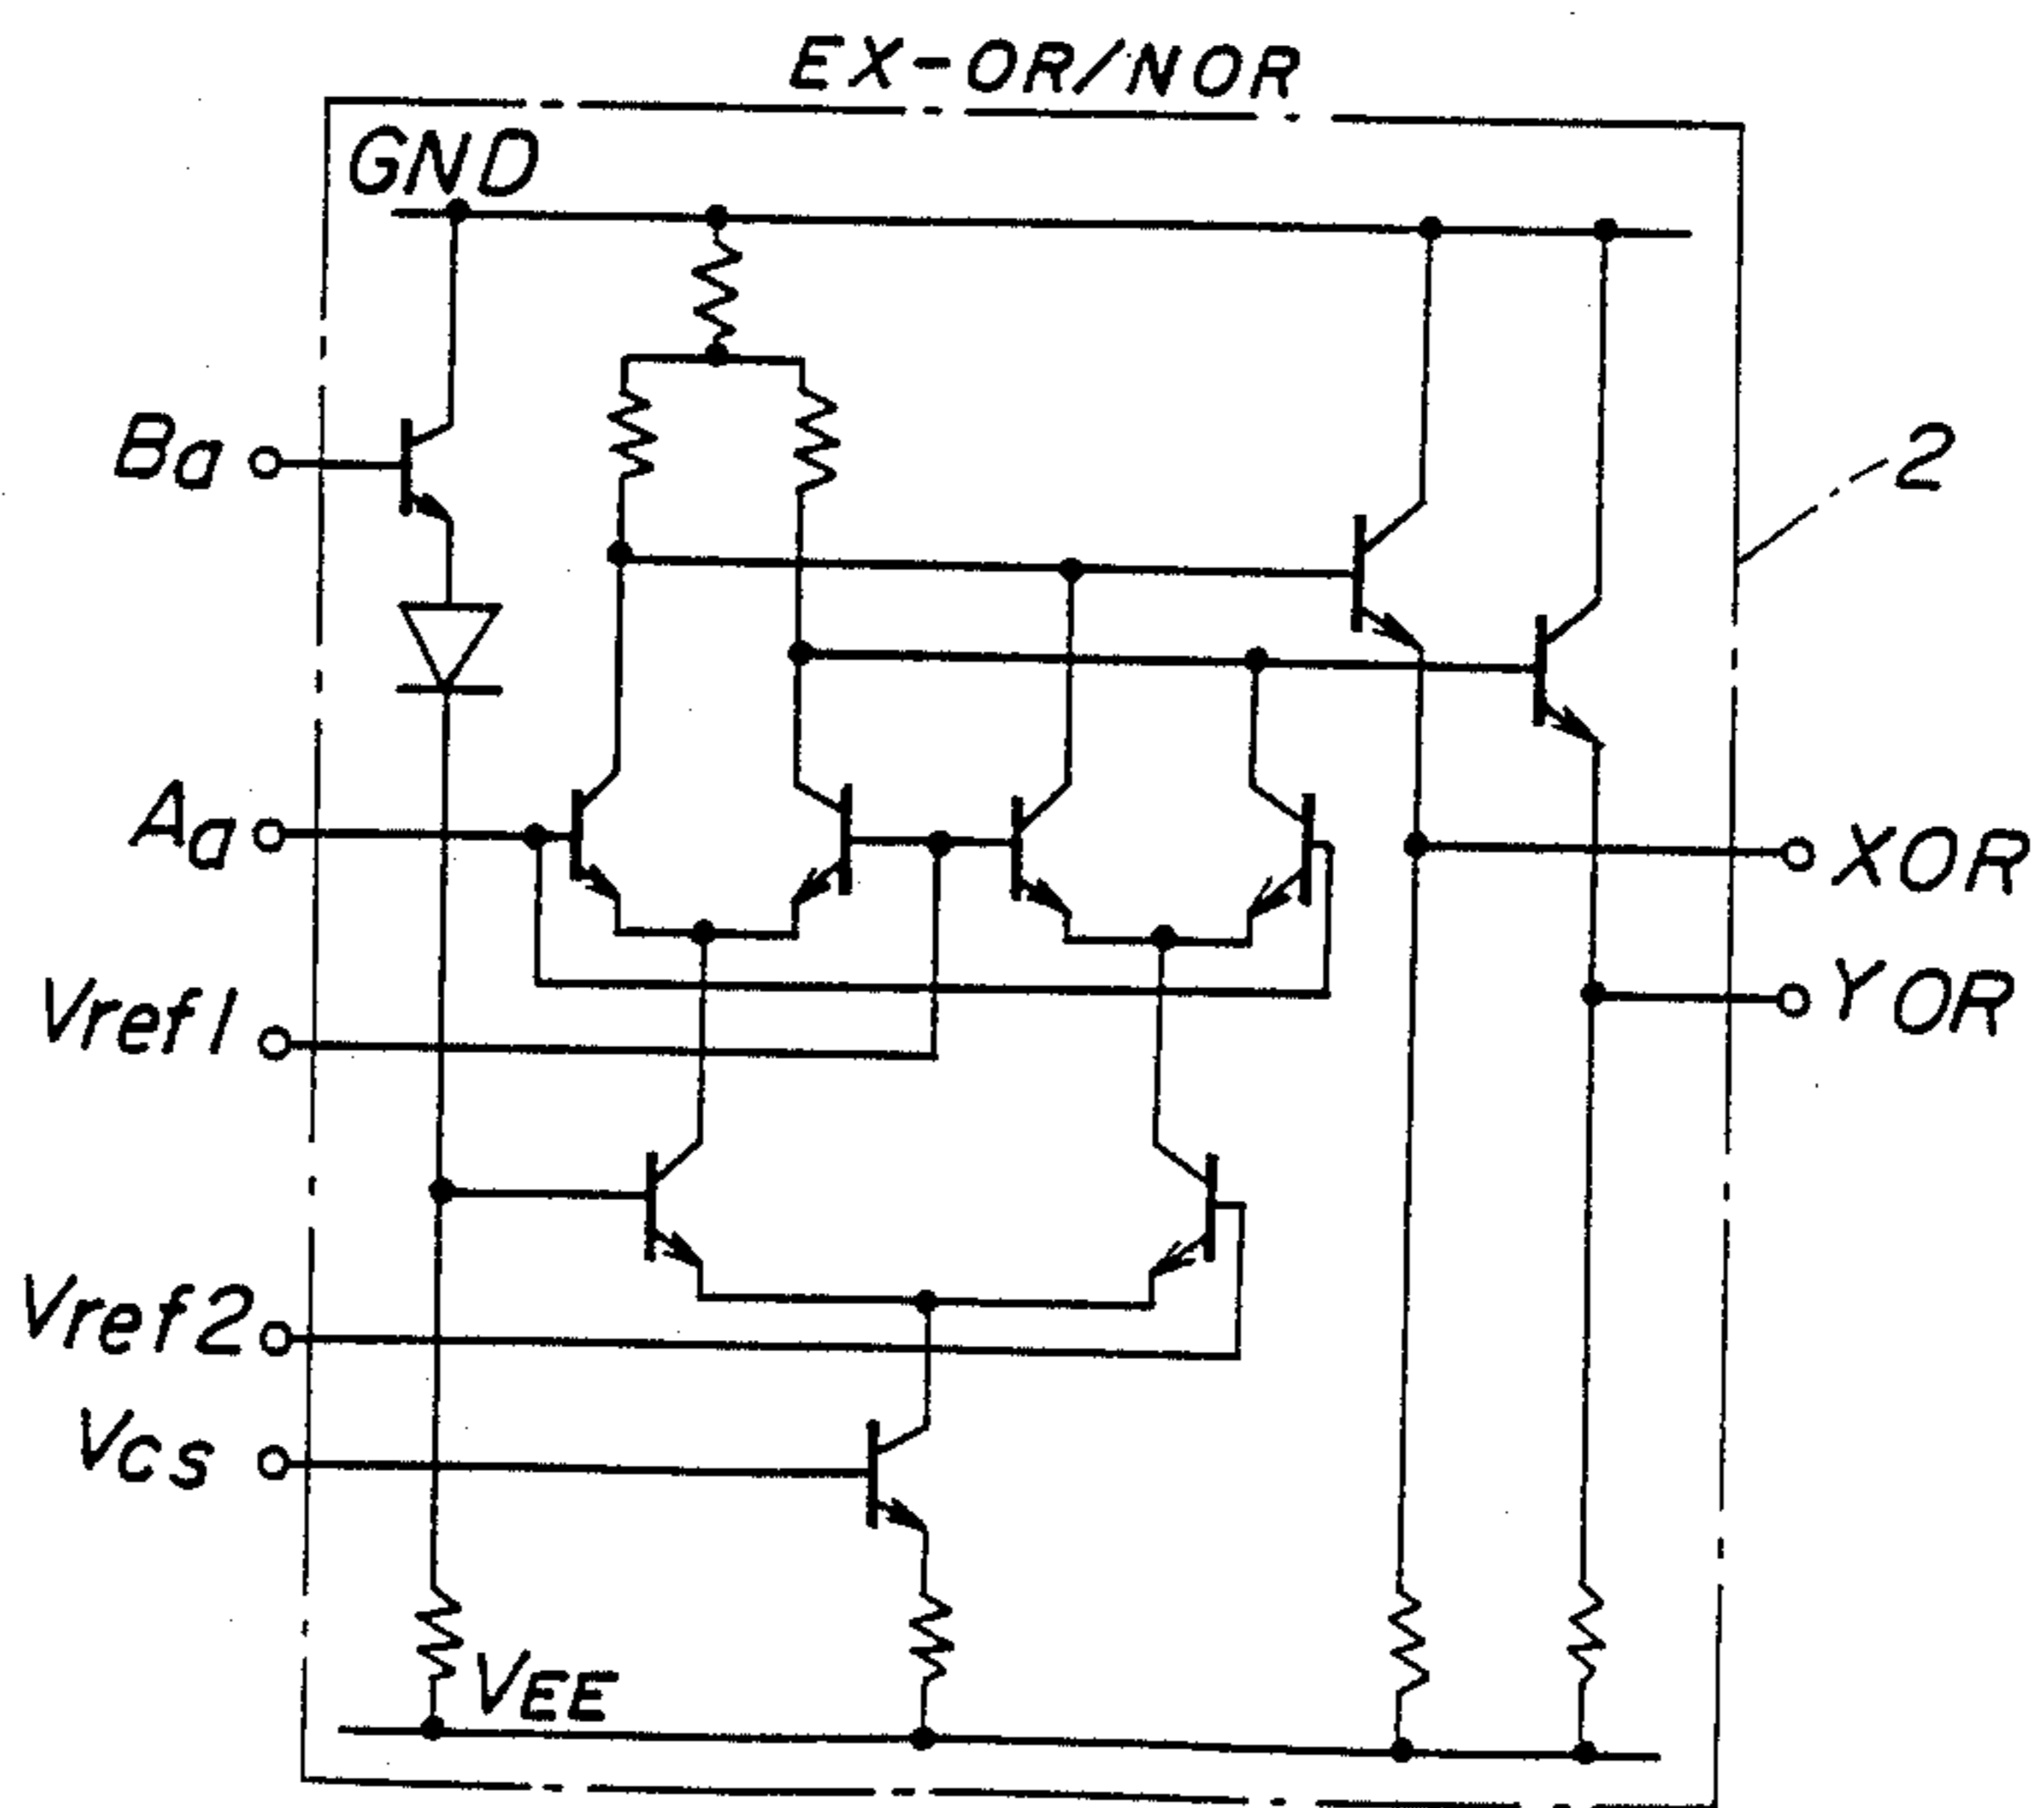 EX-OR/NOR
GND
Ba
2
Aa
XOR
Vref1
YOR
Vref2
Vcs
VEE